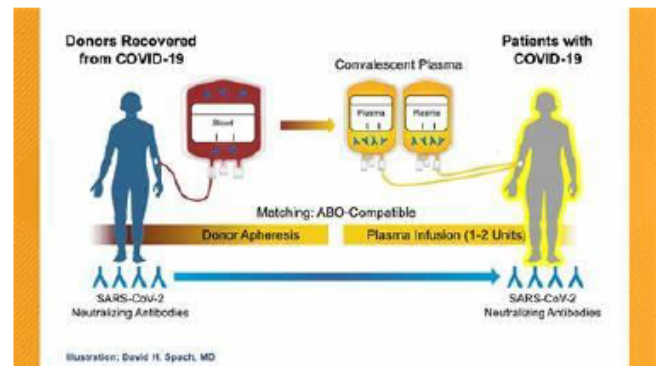 Donors Recovered
from COVID-19
Patients with
COVID-19
Convalescent Plasma
Blood
Plasma
Plasma
Matching: ABO-Compatible
Donor Apheresis
Plasma Infusion (1-2 Units)
SARS-CoV-2
Neutralizing Antibodies
SARS-CoV-2
Neutralizing Antibodies
Illustration: David H. Spach, MD